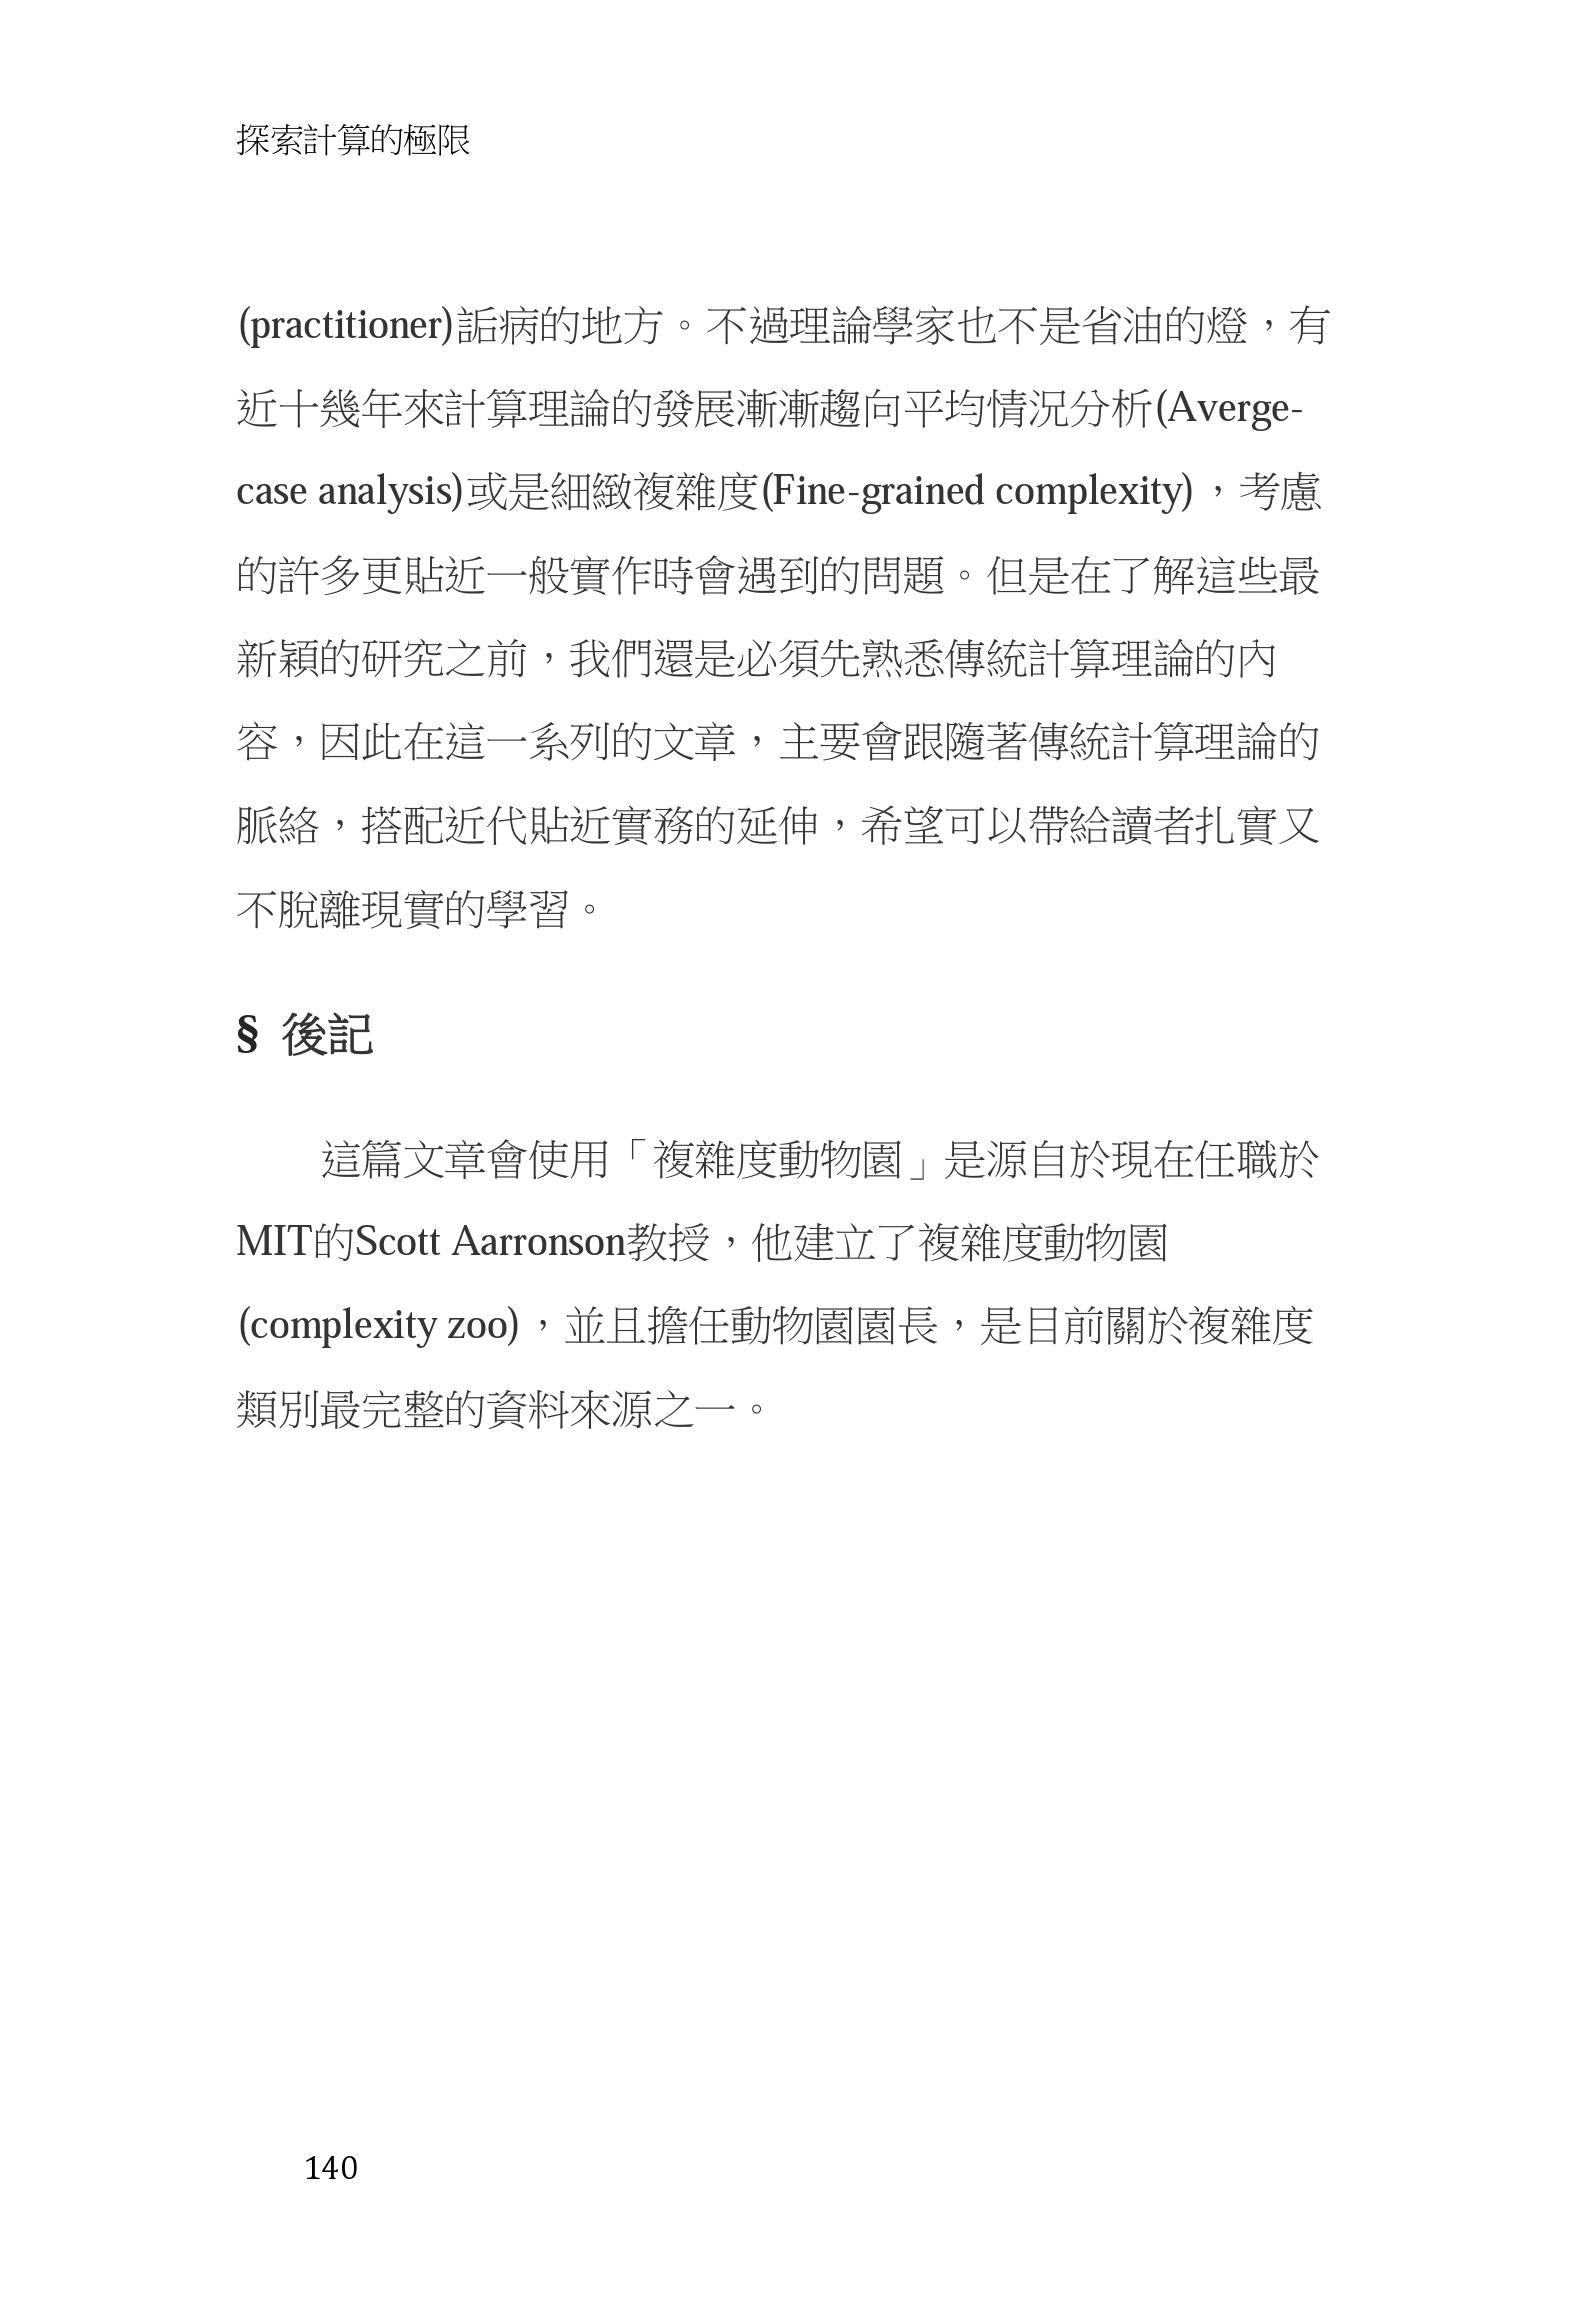 探索計算的極限
(practitioner)詬病的地方。不過理論學家也不是省油的燈，有
近十幾年來計算理論的發展漸漸趨向平均情況分析(Averge-
case analysis)或是細緻複雜度(Fine-grained complexity)，考慮
的許多更貼近一般實作時會遇到的問題。但是在了解這些最
新穎的研究之前，我們還是必須先熟悉傳統計算理論的內
容，因此在這一系列的文章，主要會跟隨著傳統計算理論的
脈絡，搭配近代貼近實務的延伸，希望可以帶給讀者扎實又
不脫離現實的學習。
§ 後記
這篇文章會使用「複雜度動物園」是源自於現在任職於
MIT的Scott Aarronson教授，他建立了複雜度動物園
(complexity zoo)，並且擔任動物園園長，是目前關於複雜度
類別最完整的資料來源之一。
140